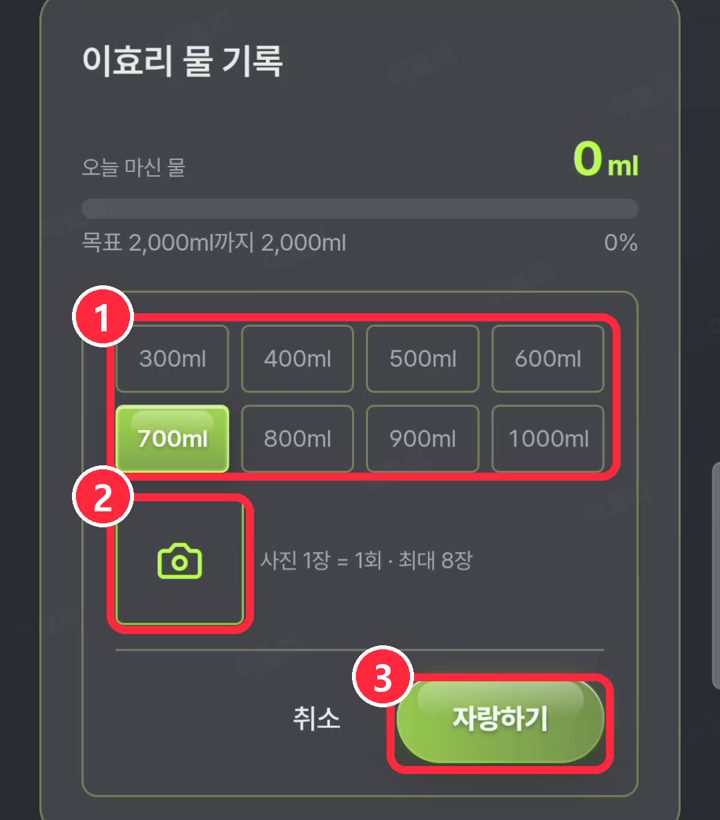 이효리 물 기록
오늘 마신 물 0 ml
목표 2,000ml까지 2,000ml 0%
1
300ml 400ml 500ml 600ml
700ml 800ml 900ml 1000ml
2
사진 1장 = 1회 · 최대 8장
3
취소 자랑하기